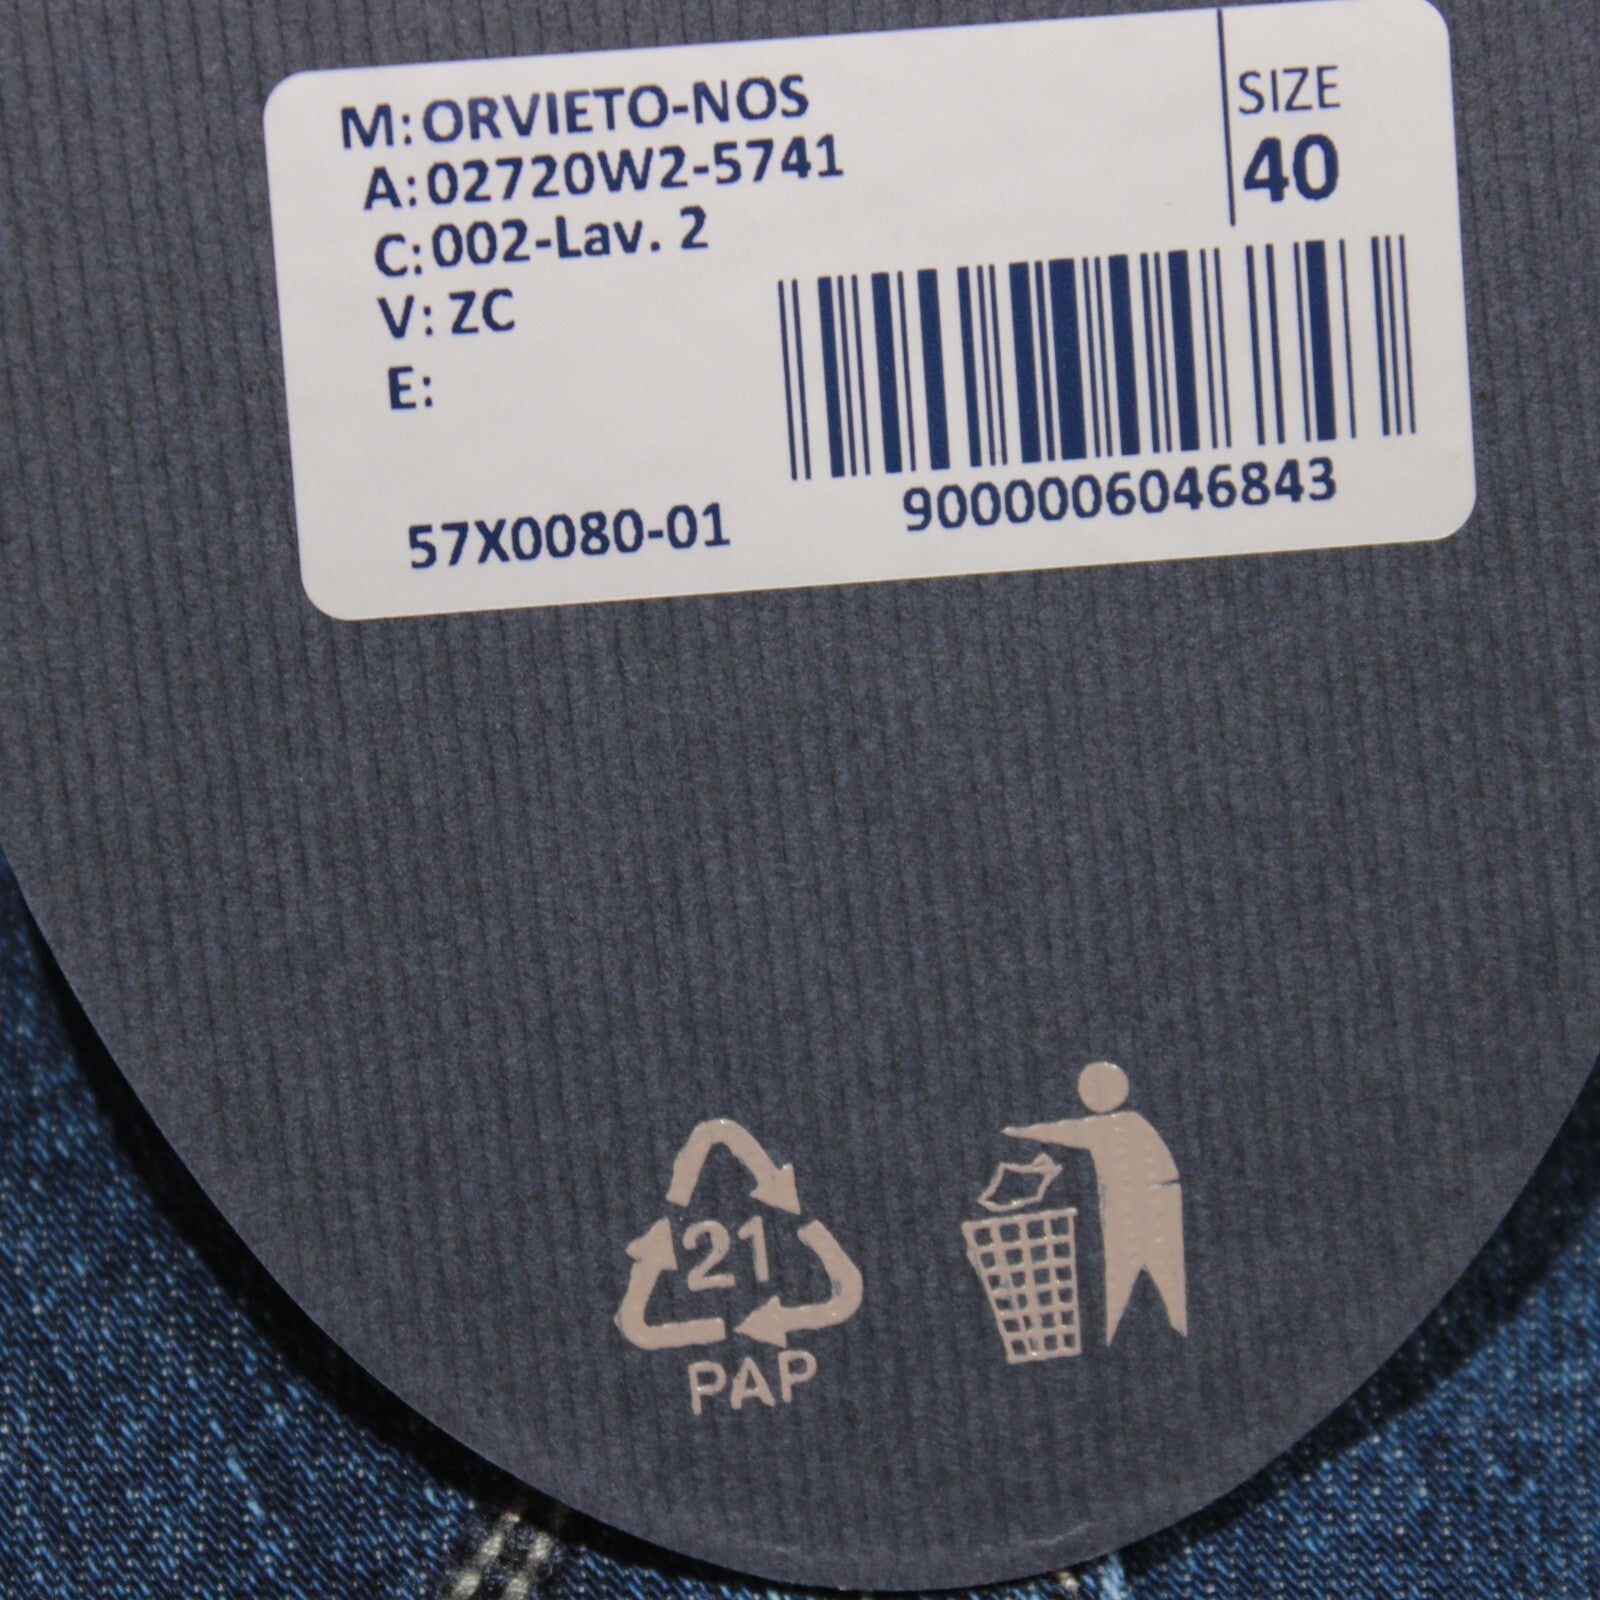 M: ORVIETO-NOS
A: 02720W2-5741
C: 002-Lav. 2
V: ZC
E:
SIZE
40
57X0080-01
9000006046843
21
PAP